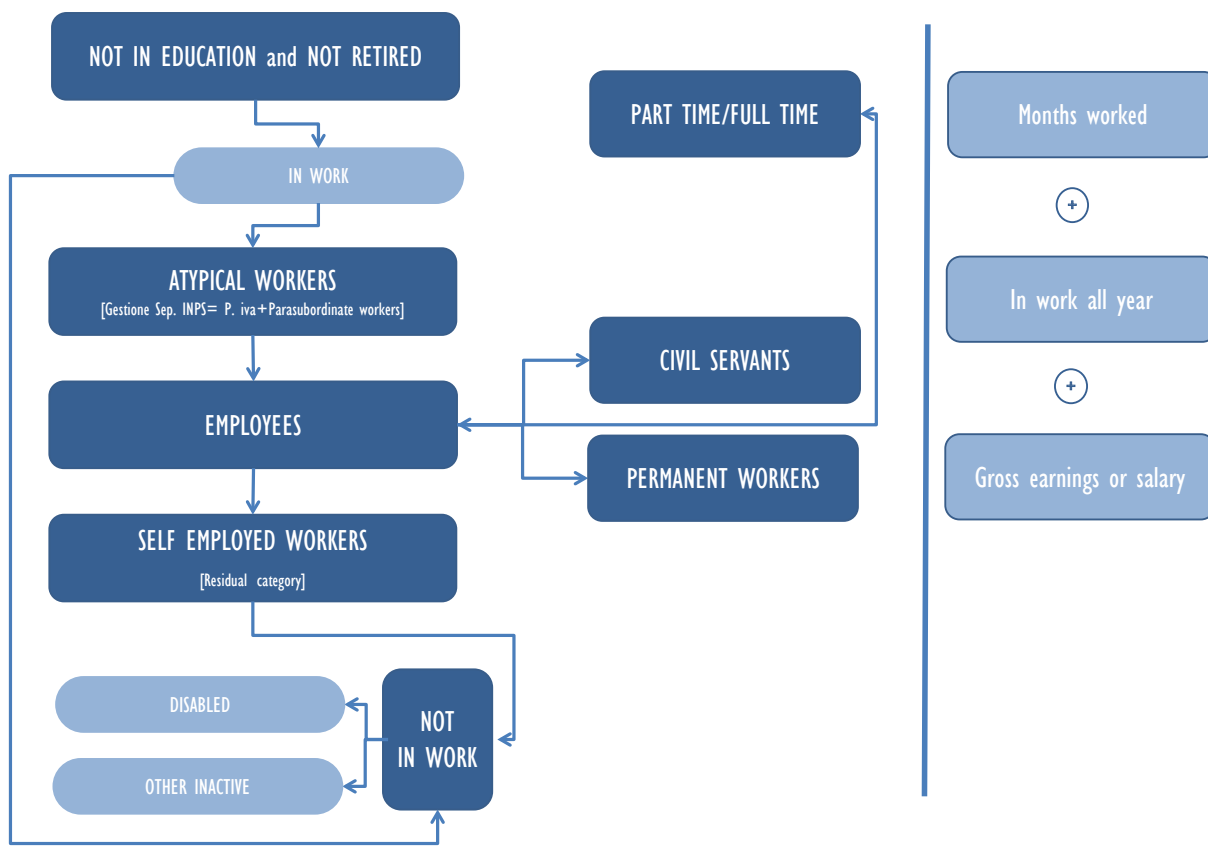 NOT IN EDUCATION and NOT RETIRED
IN WORK
ATYPICAL WORKERS
[Gestione Sep. INPS= P. iva+Parasubordinate workers]
EMPLOYEES
SELF EMPLOYED WORKERS
[Residual category]
DISABLED
OTHER INACTIVE
NOT
IN WORK
PART TIME/FULL TIME
CIVIL SERVANTS
PERMANENT WORKERS
Months worked
+
In work all year
+
Gross earnings or salary